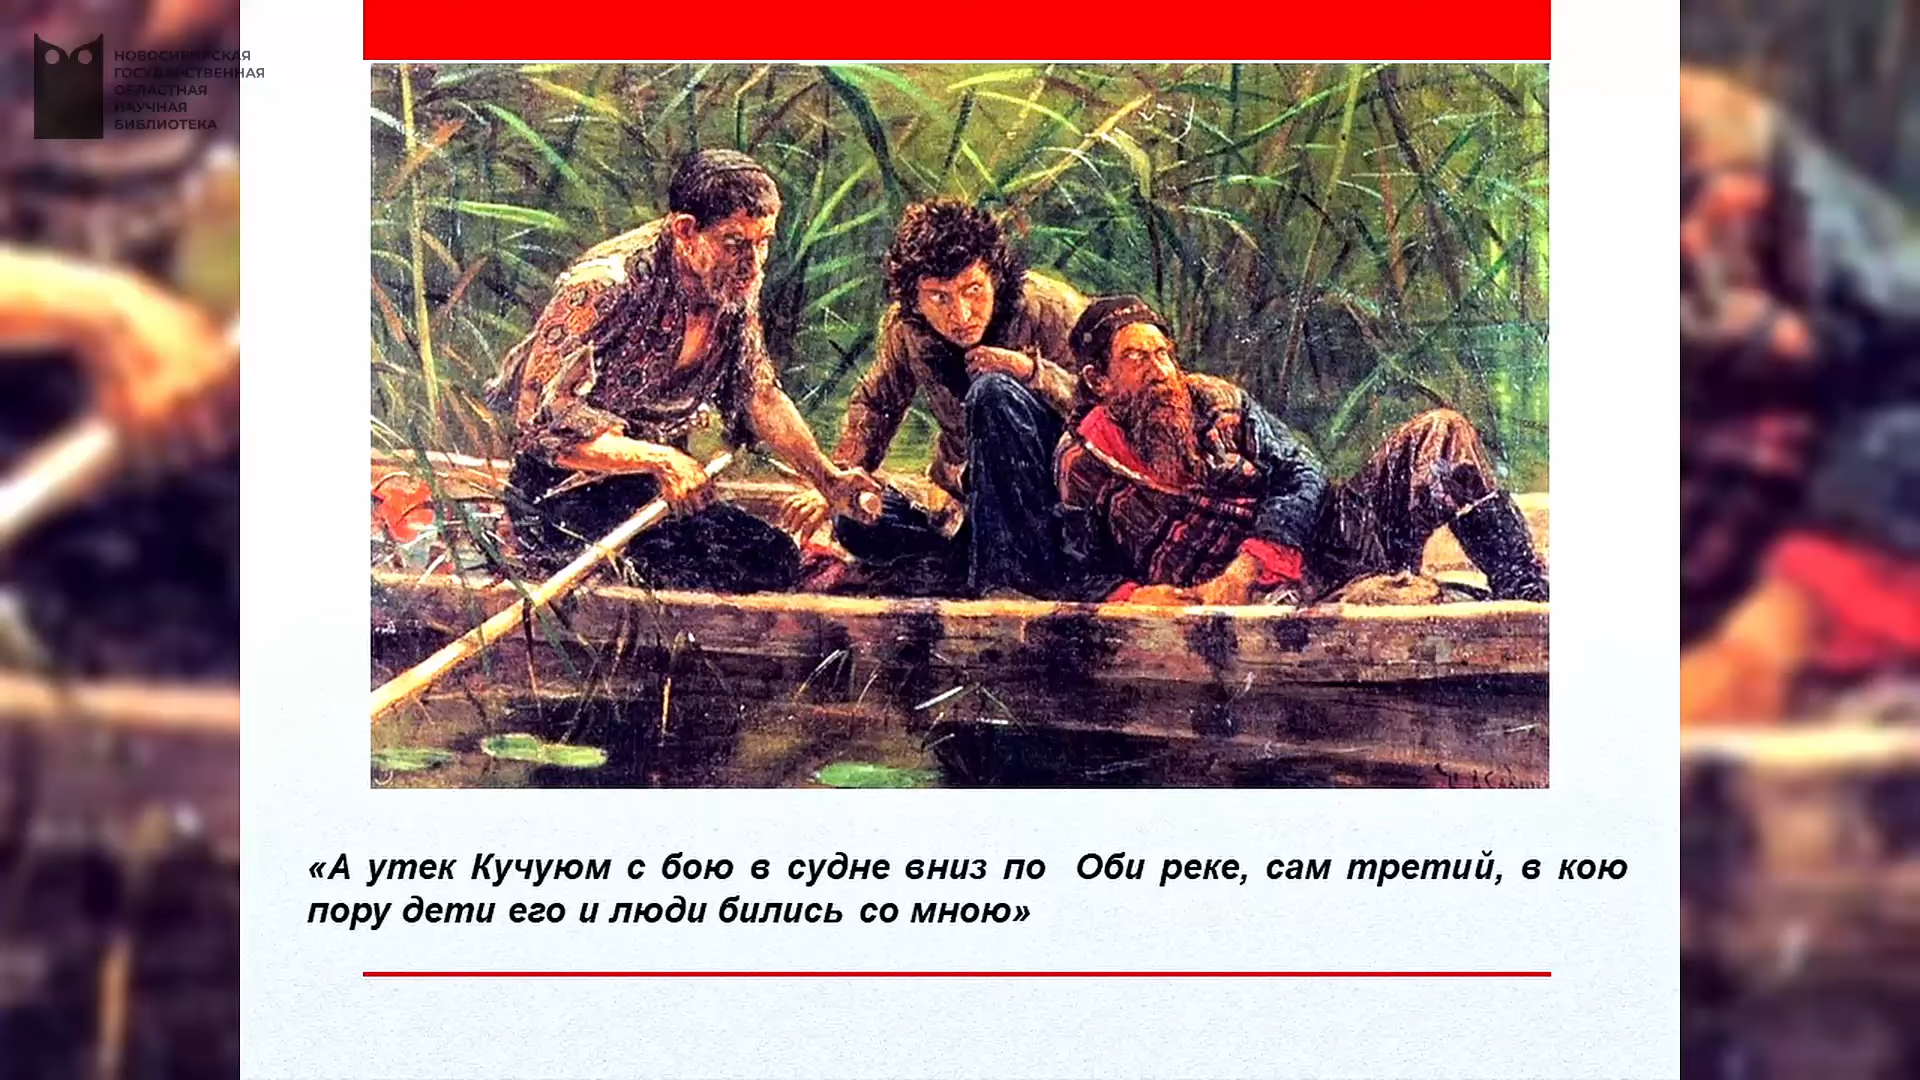 НОВОСИБИРСКАЯ
ГОСУДАРСТВЕННАЯ
ОБЛАСТНАЯ
НАУЧНАЯ
БИБЛИОТЕКА
«А утек Кучуюм с бою в судне вниз по Оби реке, сам третий, в кою
пору дети его и люди бились со мною»